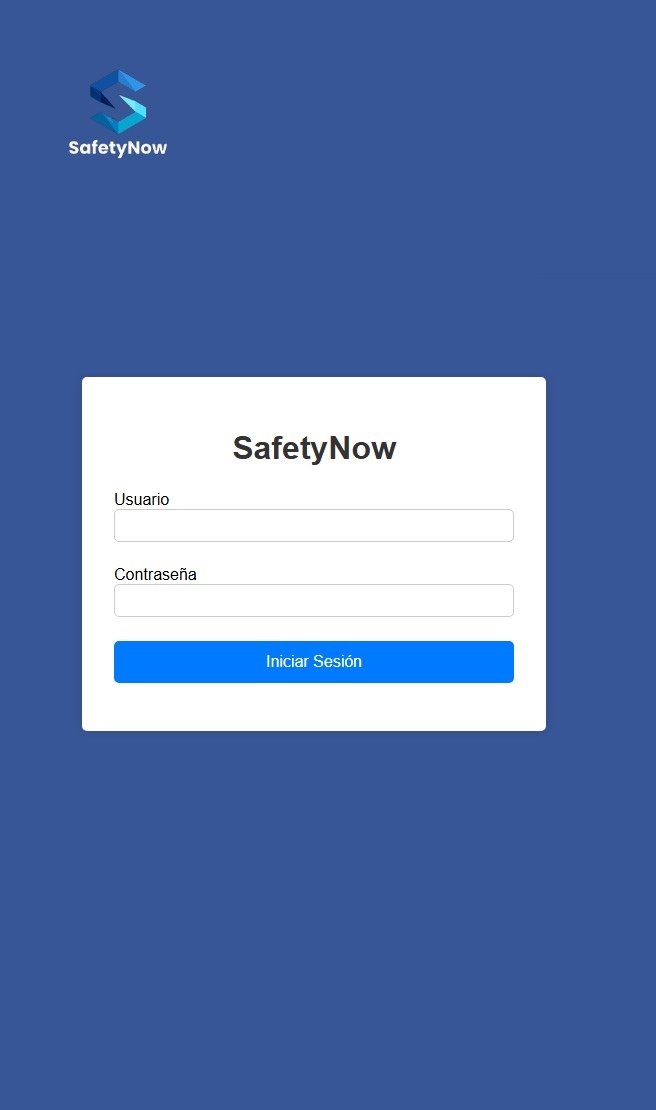 SafetyNow
SafetyNow
Usuario
Contraseña
Iniciar Sesión